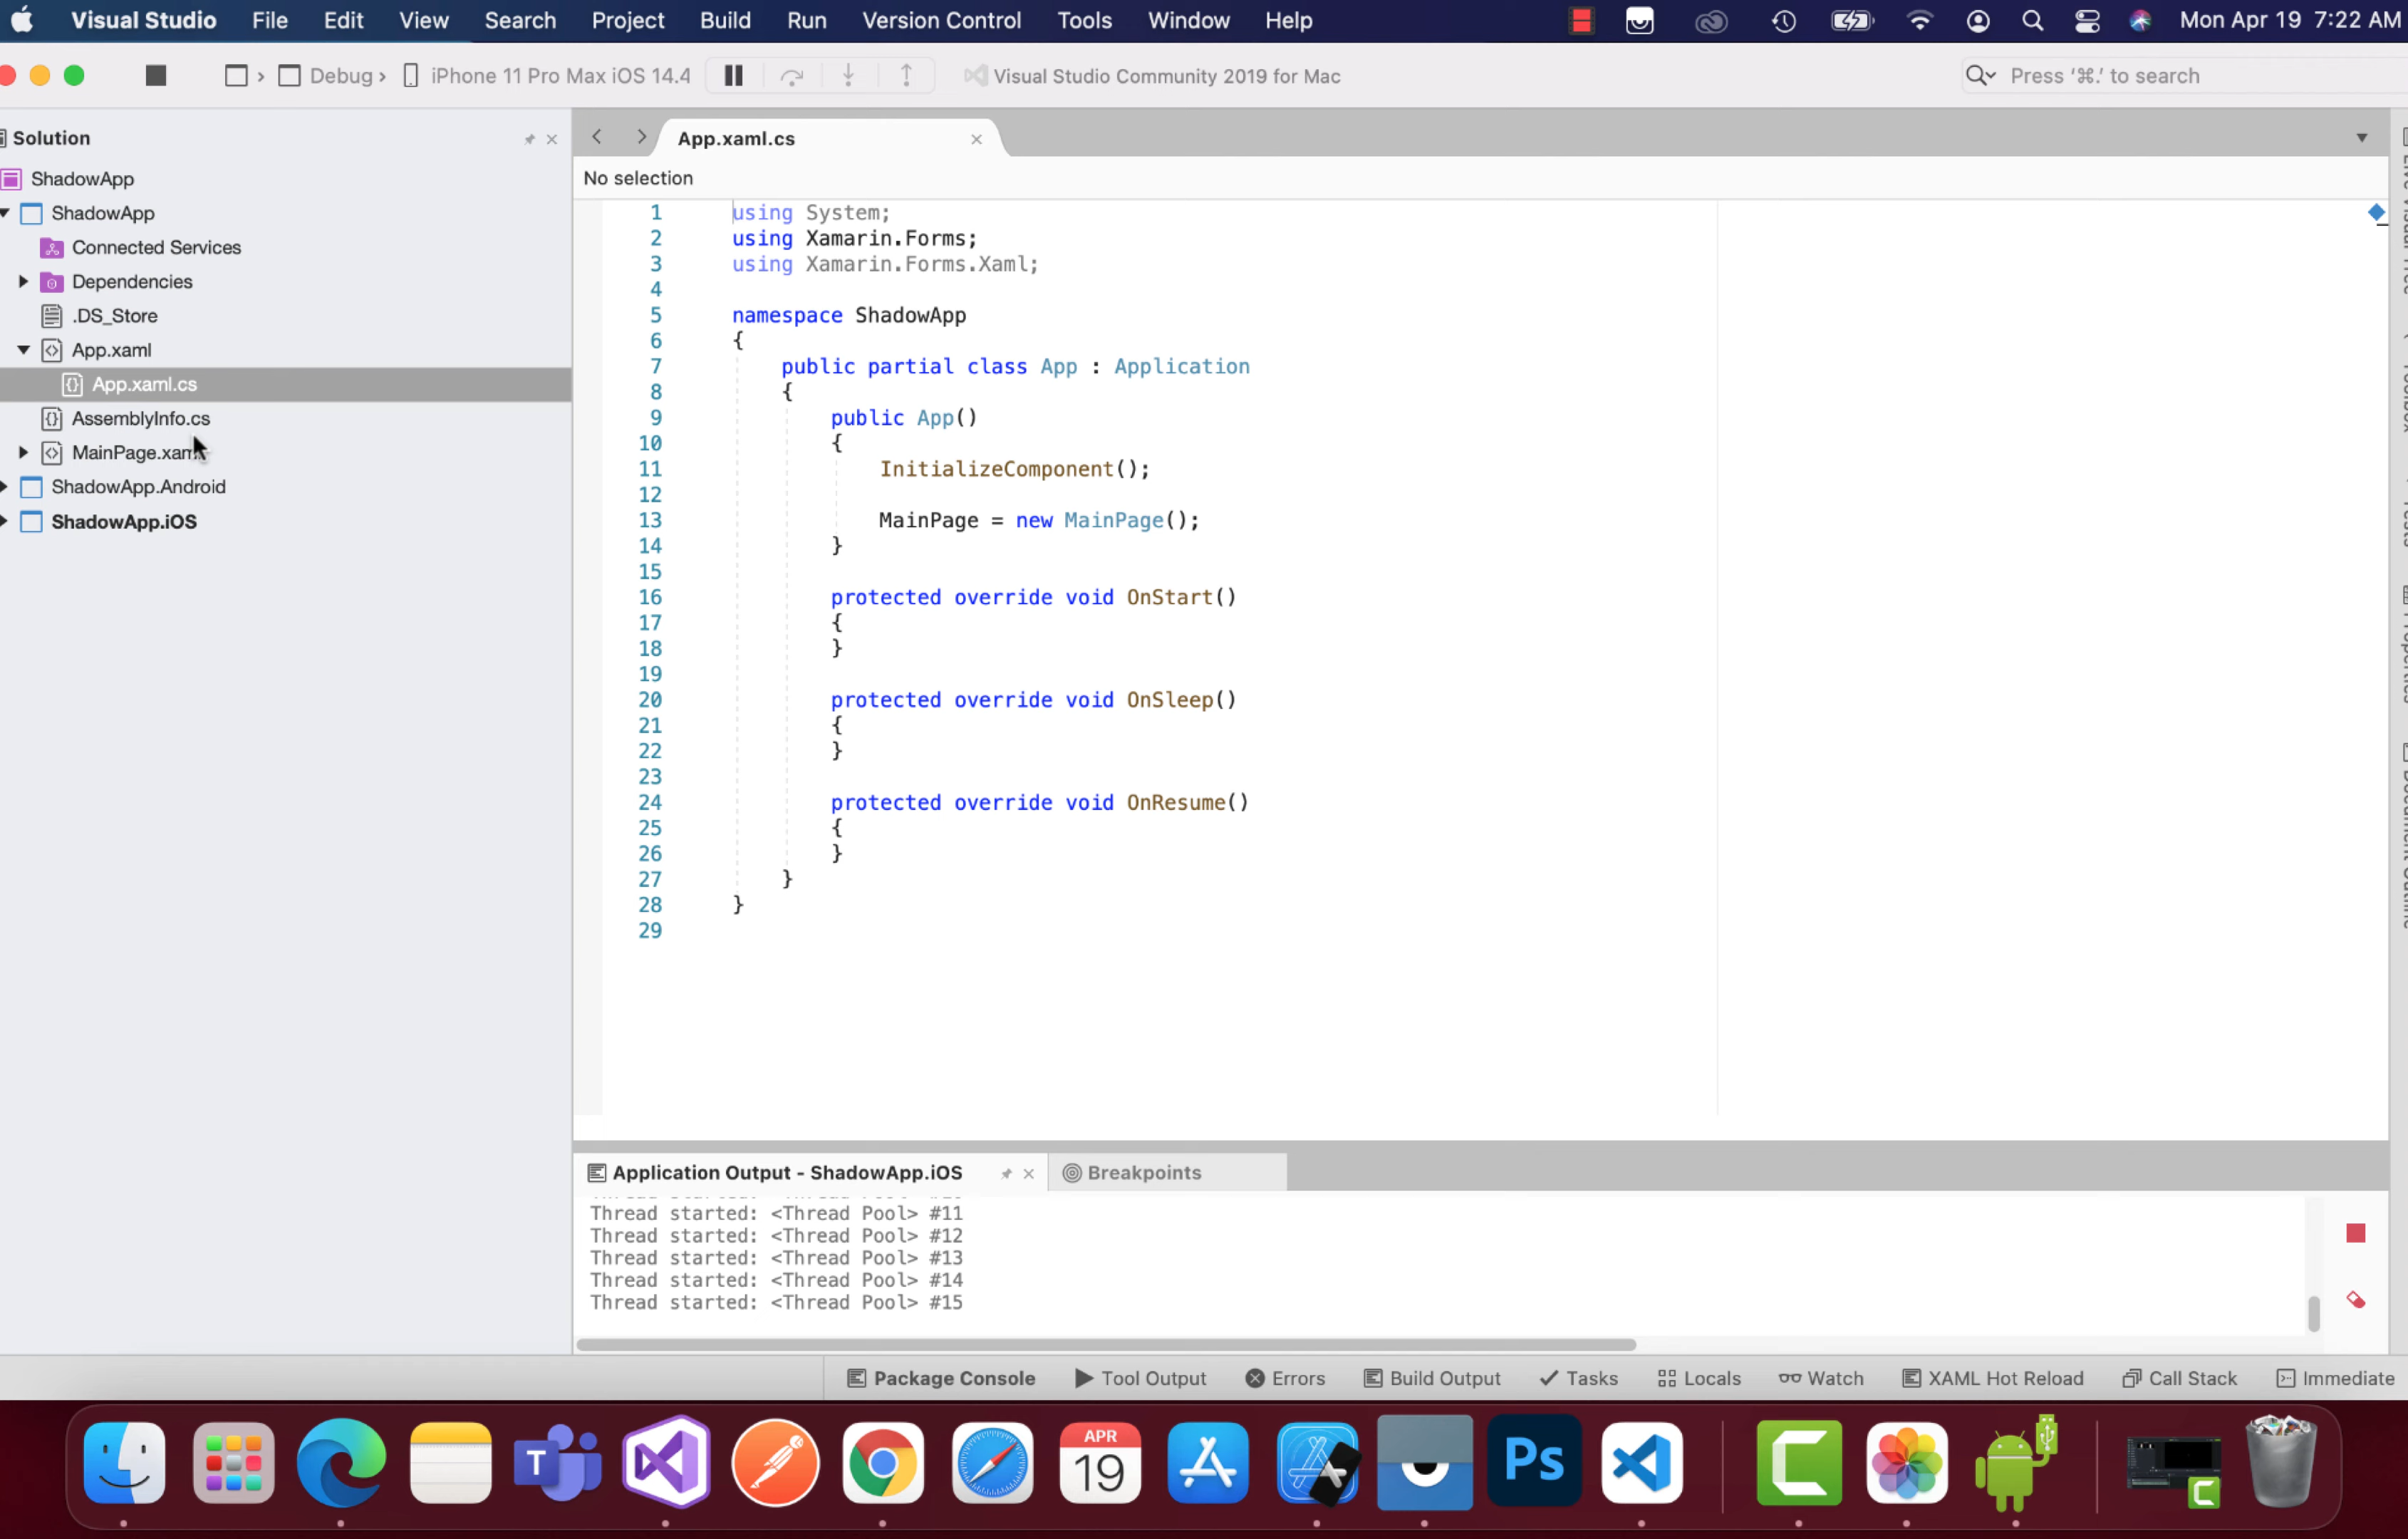 Visual Studio File Edit View Search Project Build Run Version Control Tools Window Help Mon Apr 19 7:22 AM
Debug › iPhone 11 Pro Max iOS 14.4 Visual Studio Community 2019 for Mac Press '⌘.' to search
Solution
ShadowApp
ShadowApp
Connected Services
Dependencies
.DS_Store
App.xaml
App.xaml.cs
AssemblyInfo.cs
MainPage.xam
ShadowApp.Android
ShadowApp.iOS
App.xaml.cs
No selection
1 using System;
2 using Xamarin.Forms;
3 using Xamarin.Forms.Xaml;
4
5 namespace ShadowApp
6 {
7 public partial class App : Application
8 {
9 public App()
10 {
11 InitializeComponent();
12
13 MainPage = new MainPage();
14 }
15
16 protected override void OnStart()
17 {
18 }
19
20 protected override void OnSleep()
21 {
22 }
23
24 protected override void OnResume()
25 {
26 }
27 }
28 }
29
Application Output - ShadowApp.iOS Breakpoints
Thread started: <Thread Pool> #11
Thread started: <Thread Pool> #12
Thread started: <Thread Pool> #13
Thread started: <Thread Pool> #14
Thread started: <Thread Pool> #15
Package Console Tool Output Errors Build Output Tasks Locals Watch XAML Hot Reload Call Stack Immediate
T APR 19 Ps C C